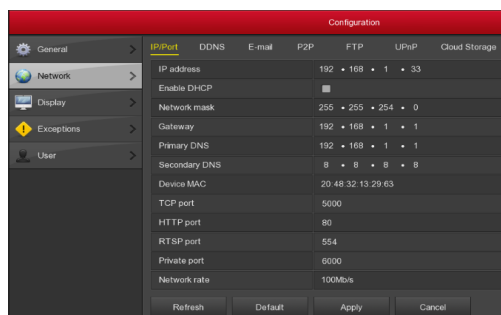 Configuration
General >
Network >
Display >
Exceptions >
User >
IP/Port DDNS E-mail P2P FTP UPnP Cloud Storage
IP address 192 • 168 • 1 • 33
Enable DHCP
Network mask 255 • 255 • 254 • 0
Gateway 192 • 168 • 1 • 1
Primary DNS 192 • 168 • 1 • 1
Secondary DNS 8 • 8 • 8 • 8
Device MAC 20:48:32:13:29:63
TCP port 5000
HTTP port 80
RTSP port 554
Private port 6000
Network rate 100Mb/s
Refresh Default Apply Cancel